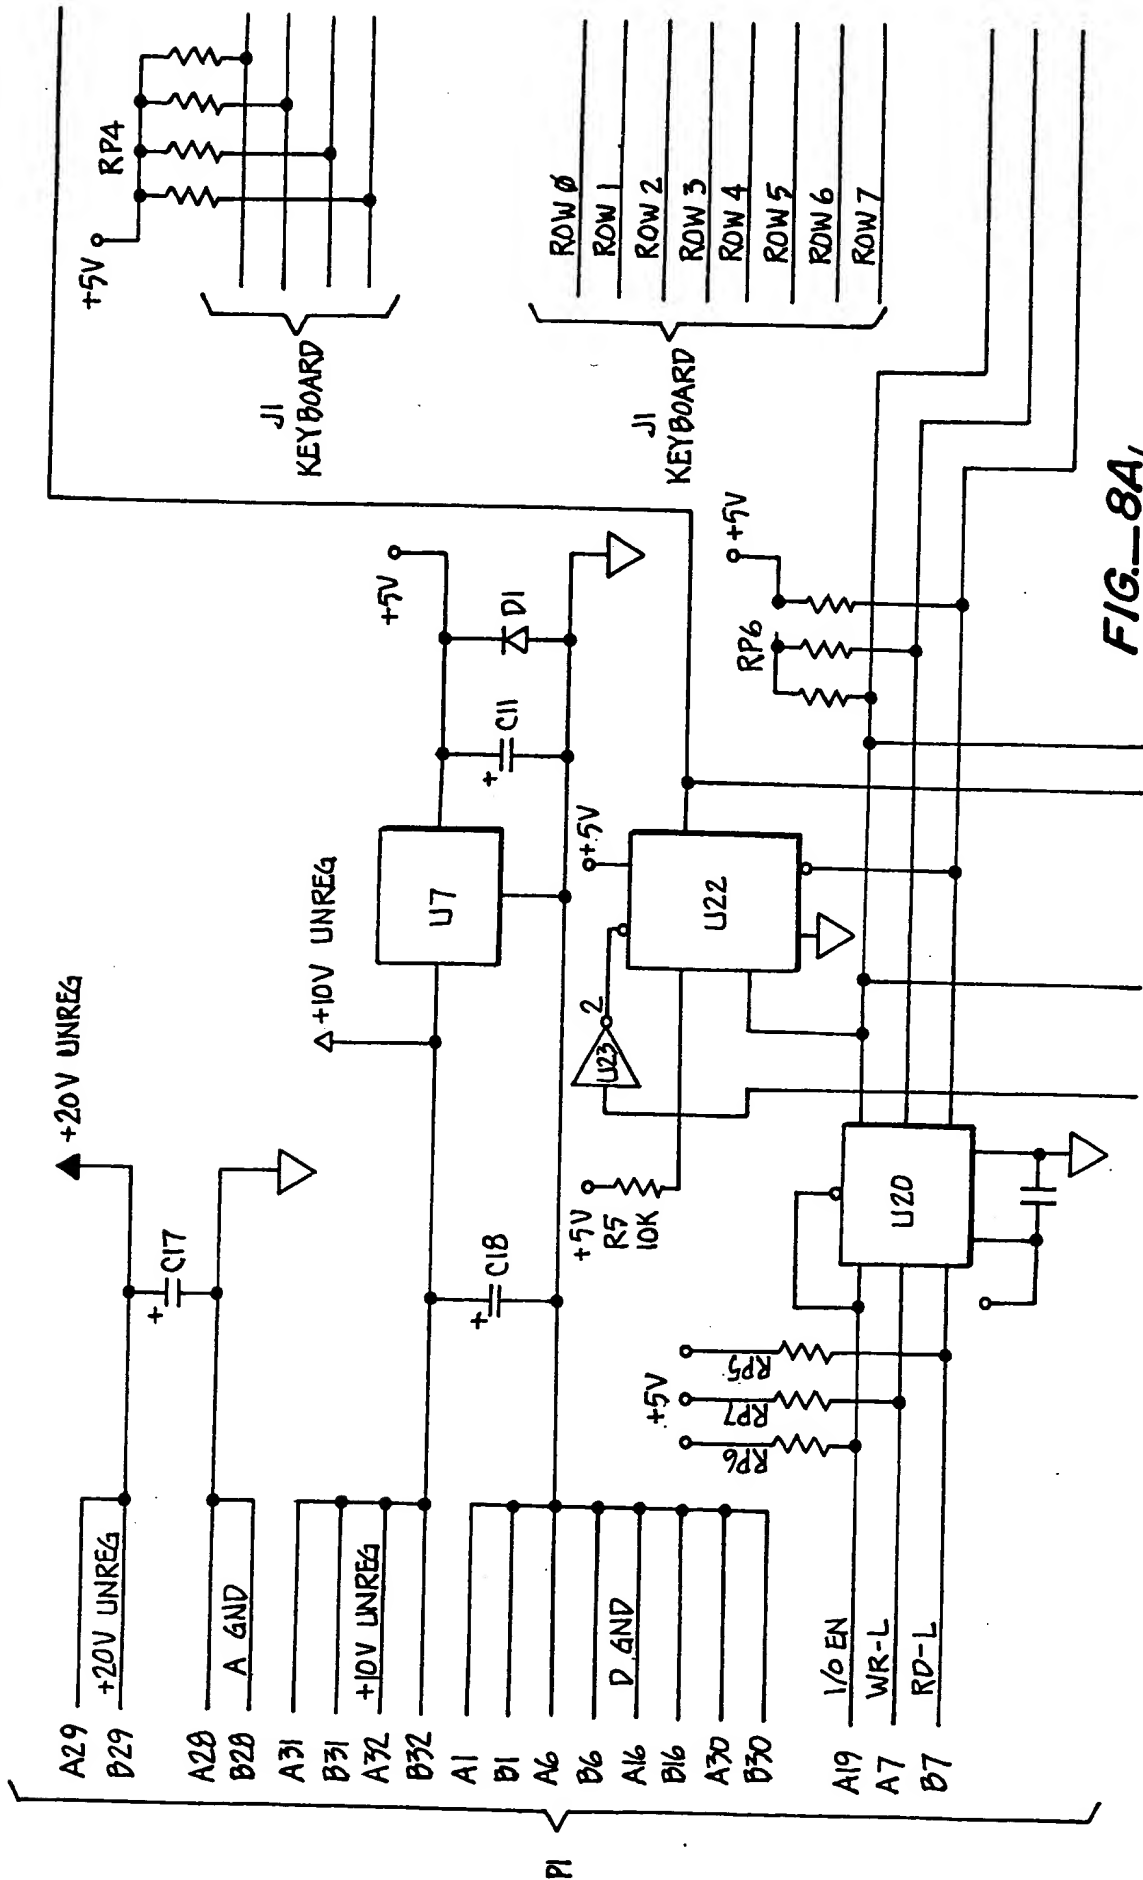 A29
+20V UNREG
B29
A28
A GND
B28
A31
B31
+10V UNREG
A32
B32
A1
B1
A6
B6
D GND
A16
B16
A30
B30
I/O EN
A19
WR-L
A7
RD-L
B7
P1
+20V UNREG
+
C17
+10V UNREG
+
C18
U7
+
C11
D1
+5V
+5V
R5
10K
U23
2
+5V
U22
+5V
RP6
RP7
RP5
U20
RP6
+5V
+5V
RP4
J1
KEYBOARD
J1
KEYBOARD
ROW Ø
ROW 1
ROW 2
ROW 3
ROW 4
ROW 5
ROW 6
ROW 7
FIG._8A,